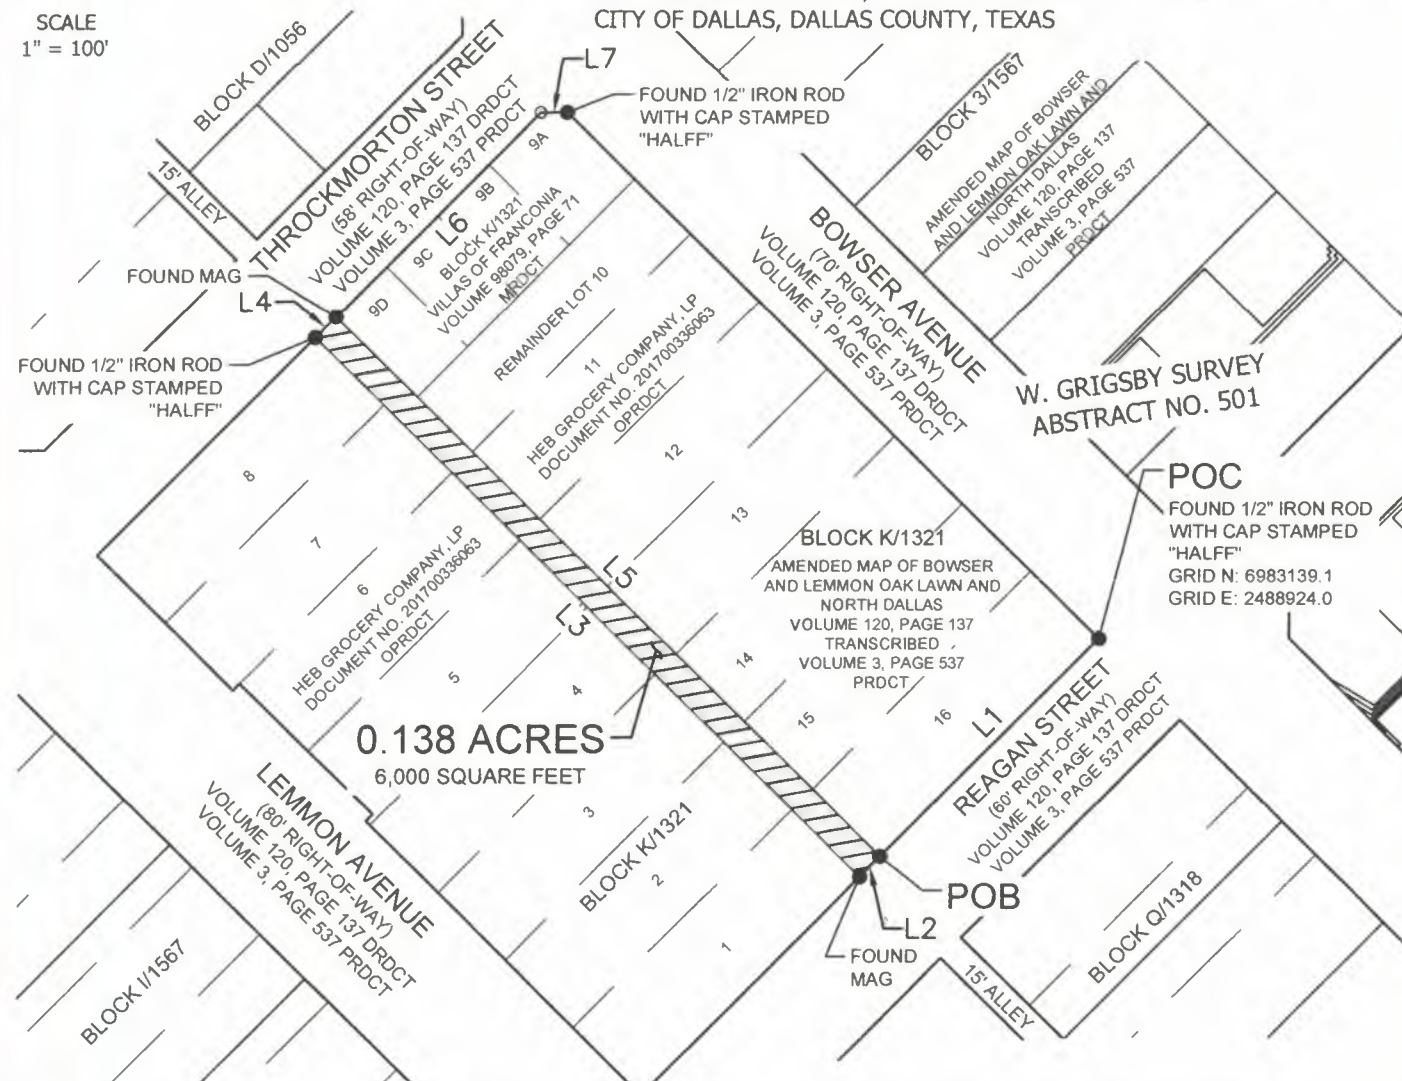 SCALE
1" = 100'
CITY OF DALLAS, DALLAS COUNTY, TEXAS
BLOCK D/1056
15' ALLEY
THROCKMORTON STREET
(58' RIGHT-OF-WAY)
VOLUME 120, PAGE 137 DRDCT
VOLUME 3, PAGE 537 PRDCT
L7
FOUND 1/2" IRON ROD
WITH CAP STAMPED
"HALFF"
BLOCK 3/1567
AMENDED MAP OF BOWSER
AND LEMMON OAK LAWN AND
NORTH DALLAS
VOLUME 120, PAGE 137
TRANSCRIBED
VOLUME 3, PAGE 537
PRDCT
FOUND MAG
L4
FOUND 1/2" IRON ROD
WITH CAP STAMPED
"HALFF"
L6
9A
9B
9C
9D
BLOCK K/1321
VILLAS OF FRANCONIA
VOLUME 98079, PAGE 71
MRDCT
REMAINDER LOT 10
11
HEB GROCERY COMPANY, LP
DOCUMENT NO. 201700336063
OPRDCT
BOWSER AVENUE
(70' RIGHT-OF-WAY)
VOLUME 120, PAGE 137 DRDCT
VOLUME 3, PAGE 537 PRDCT
W. GRIGSBY SURVEY
ABSTRACT NO. 501
POC
FOUND 1/2" IRON ROD
WITH CAP STAMPED
"HALFF"
GRID N: 6983139.1
GRID E: 2488924.0
12
13
8
7
6
HEB GROCERY COMPANY, LP
DOCUMENT NO. 201700336063
OPRDCT
5
4
L5
L3
BLOCK K/1321
AMENDED MAP OF BOWSER
AND LEMMON OAK LAWN AND
NORTH DALLAS
VOLUME 120, PAGE 137
TRANSCRIBED
VOLUME 3, PAGE 537
PRDCT
14
15
16
L1
REAGAN STREET
(60' RIGHT-OF-WAY)
VOLUME 120, PAGE 137 DRDCT
VOLUME 3, PAGE 537 PRDCT
0.138 ACRES
6,000 SQUARE FEET
LEMMON AVENUE
(80' RIGHT-OF-WAY)
VOLUME 120, PAGE 137 DRDCT
VOLUME 3, PAGE 537 PRDCT
3
BLOCK K/1321
2
1
POB
L2
FOUND
MAG
15' ALLEY
BLOCK Q/1318
BLOCK I/1567